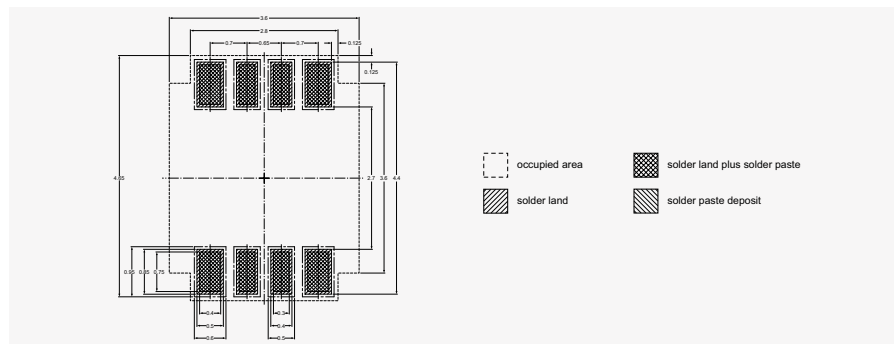 3.6
2.8
0.7 0.65 0.7 0.125
0.125
occupied area
solder land plus solder paste
2.7 3.6 4.4
solder land
solder paste deposit
0.95 0.85 0.75
0.4 0.3
0.5 0.4
0.6 0.5